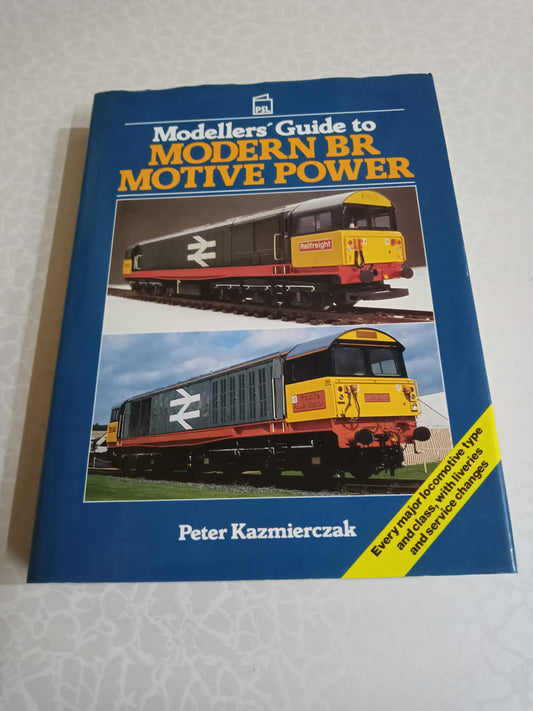 PSL
Modellers' Guide to
MODERN BR
MOTIVE POWER
Railfreight
Peter Kazmierczak
Every major locomotive type
and class, with liveries
and service changes